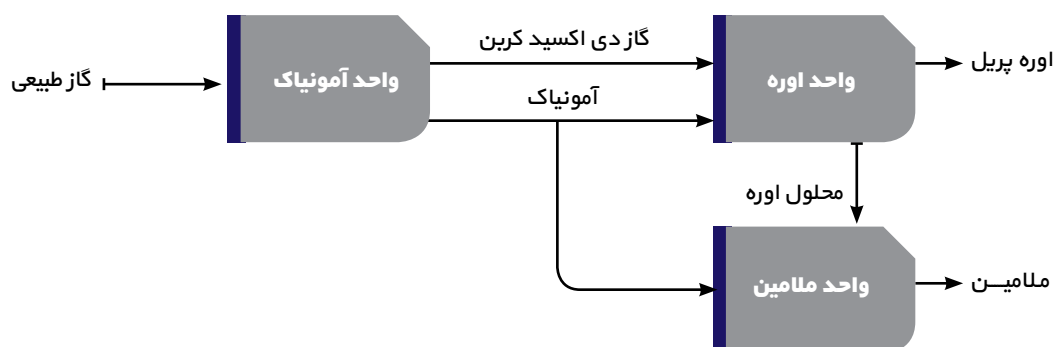 گاز طبیعی
واحد آمونیاک
گاز دی اکسید کربن
آمونیاک
واحد اوره
اوره پریل
محلول اوره
واحد ملامین
ملامیــن